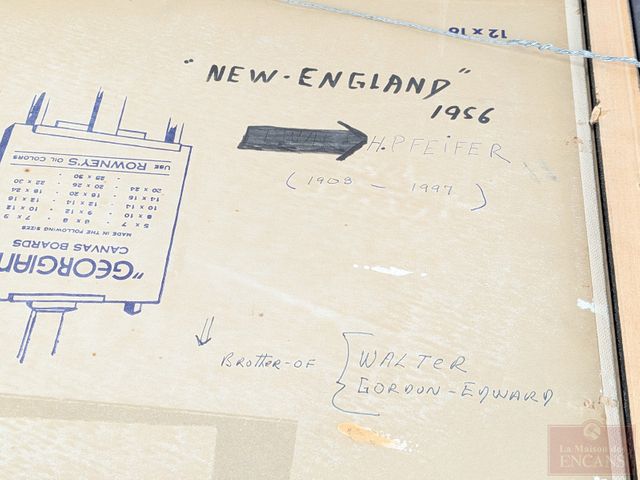 12 x 16
"NEW-ENGLAND"
1956
H. PFEIFER
(1908 - 1997)
USE ROWNEY'S OIL COLORS
MADE IN THE FOLLOWING SIZES
CANVAS BOARDS
"GEORGIAN
BROTHER-OF
WALTER
GORDON-EDWARD
La Maison des
ENCANS